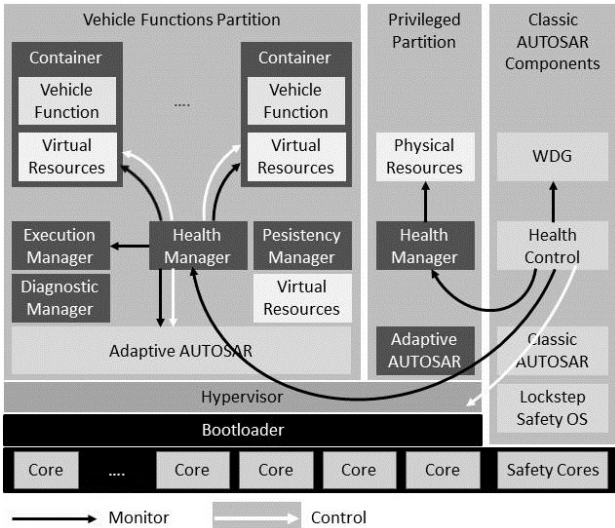 Vehicle Functions Partition
Privileged
Partition
Classic
AUTOSAR
Components
Container
Vehicle
Function
Virtual
Resources
....
Container
Vehicle
Function
Virtual
Resources
Physical
Resources
WDG
Execution
Manager
Health
Manager
Pesistency
Manager
Health
Manager
Health
Control
Diagnostic
Manager
Virtual
Resources
Adaptive AUTOSAR
Adaptive
AUTOSAR
Classic
AUTOSAR
Hypervisor
Lockstep
Safety OS
Bootloader
Core
....
Core
Core
Core
Core
Safety Cores
Monitor
Control